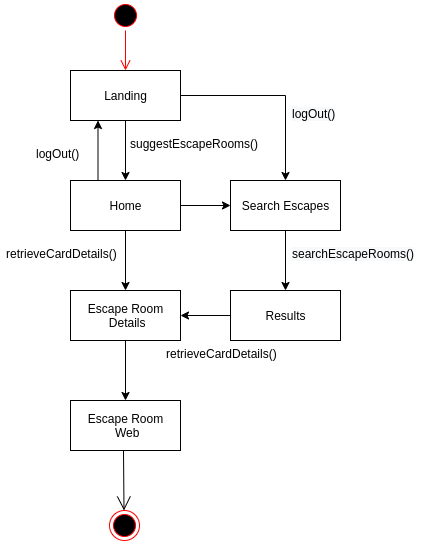 Landing
logOut()
suggestEscapeRooms()
logOut()
Home
Search Escapes
retrieveCardDetails()
searchEscapeRooms()
Escape Room
Details
Results
retrieveCardDetails()
Escape Room
Web